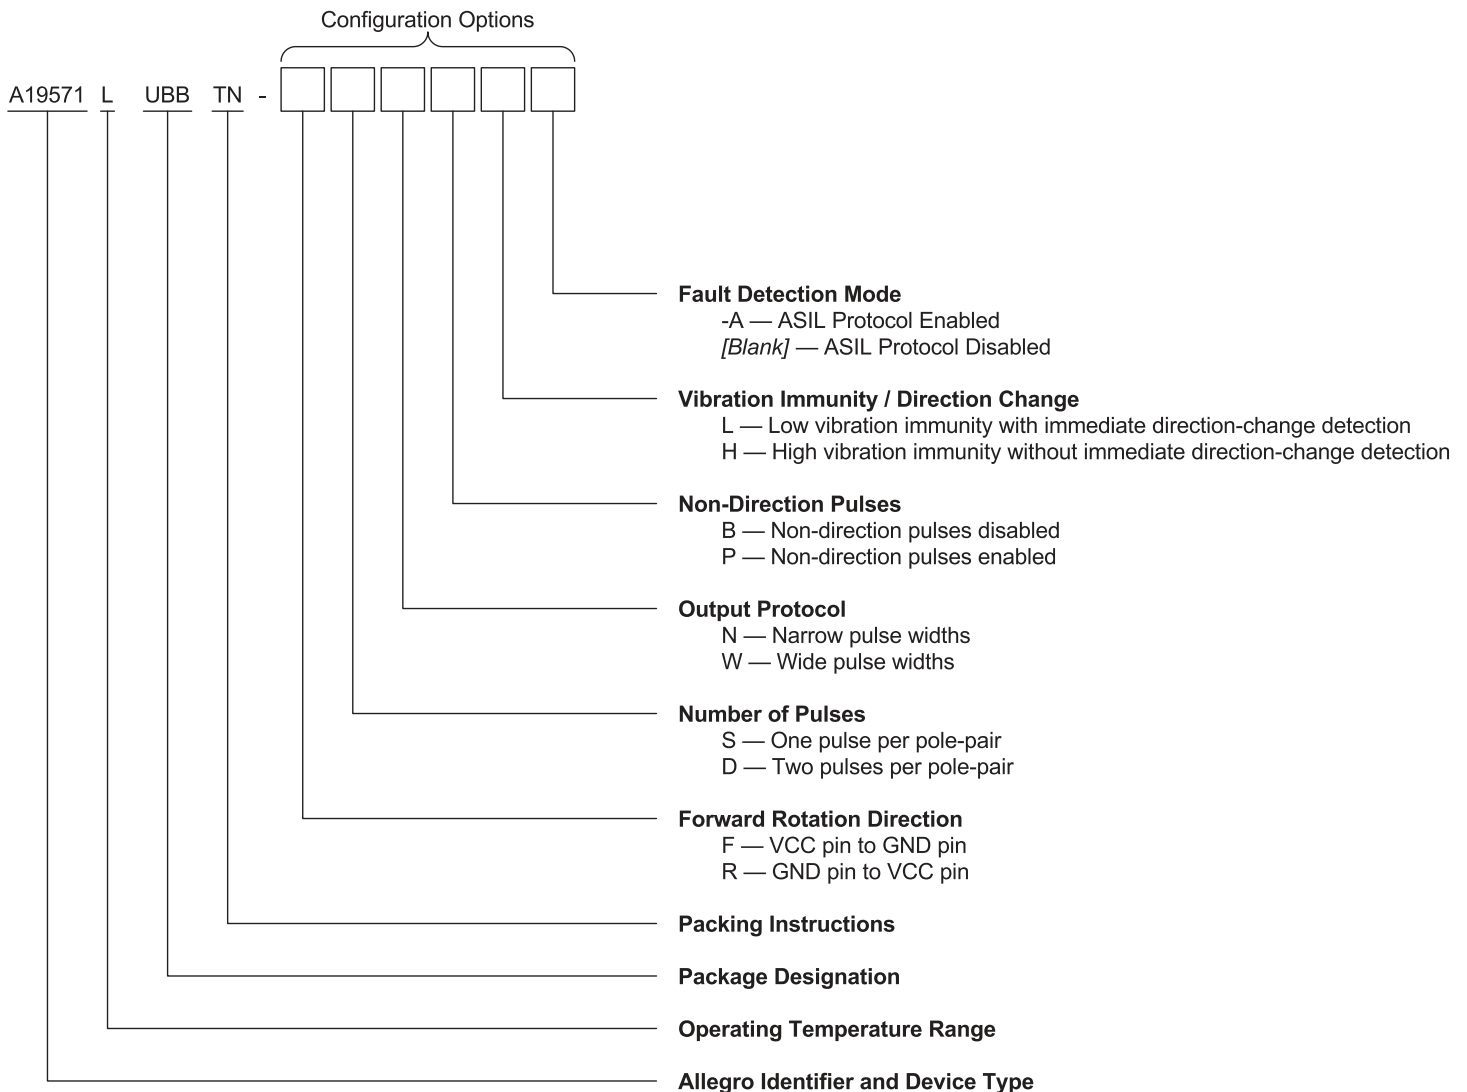 Configuration Options
A19571 L UBB TN -
Fault Detection Mode
-A — ASIL Protocol Enabled
[Blank] — ASIL Protocol Disabled
Vibration Immunity / Direction Change
L — Low vibration immunity with immediate direction-change detection
H — High vibration immunity without immediate direction-change detection
Non-Direction Pulses
B — Non-direction pulses disabled
P — Non-direction pulses enabled
Output Protocol
N — Narrow pulse widths
W — Wide pulse widths
Number of Pulses
S — One pulse per pole-pair
D — Two pulses per pole-pair
Forward Rotation Direction
F — VCC pin to GND pin
R — GND pin to VCC pin
Packing Instructions
Package Designation
Operating Temperature Range
Allegro Identifier and Device Type